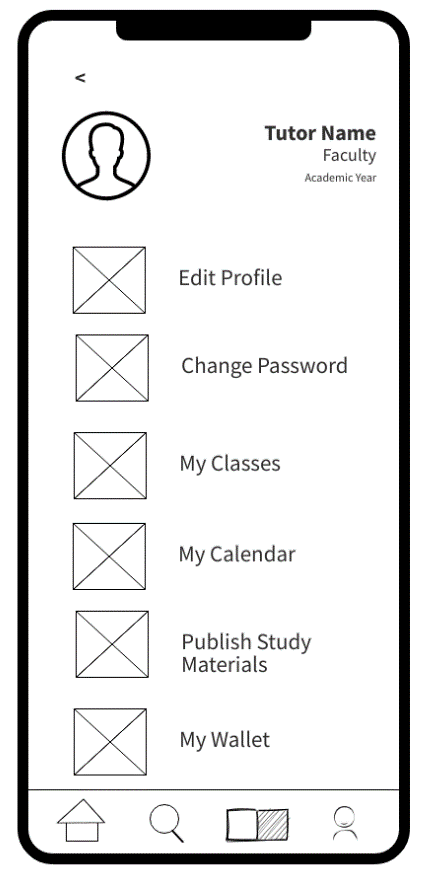 <
Tutor Name
Faculty
Academic Year
Edit Profile
Change Password
My Classes
My Calendar
Publish Study
Materials
My Wallet